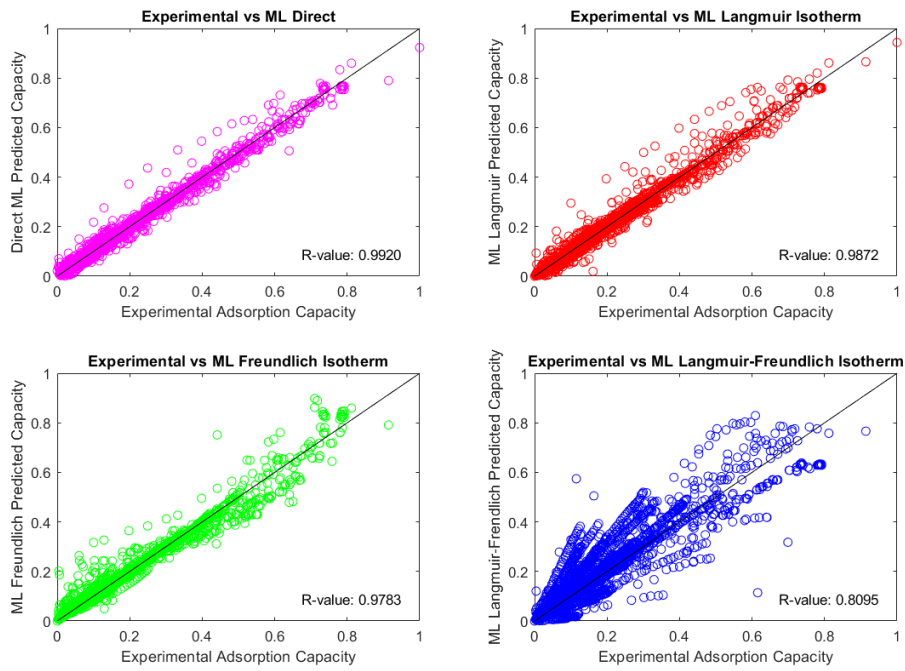 Experimental vs ML Direct
Direct ML Predicted Capacity
1
0.8
0.6
0.4
0.2
0
R-value: 0.9920
0 0.2 0.4 0.6 0.8 1
Experimental Adsorption Capacity
Experimental vs ML Langmuir Isotherm
ML Langmuir Predicted Capacity
1
0.8
0.6
0.4
0.2
0
R-value: 0.9872
0 0.2 0.4 0.6 0.8 1
Experimental Adsorption Capacity
Experimental vs ML Freundlich Isotherm
ML Freundlich Predicted Capacity
1
0.8
0.6
0.4
0.2
0
R-value: 0.9783
0 0.2 0.4 0.6 0.8 1
Experimental Adsorption Capacity
Experimental vs ML Langmuir-Freundlich Isotherm
ML Langmuir-Frendlich Predicted Capacity
1
0.8
0.6
0.4
0.2
0
R-value: 0.8095
0 0.2 0.4 0.6 0.8 1
Experimental Adsorption Capacity